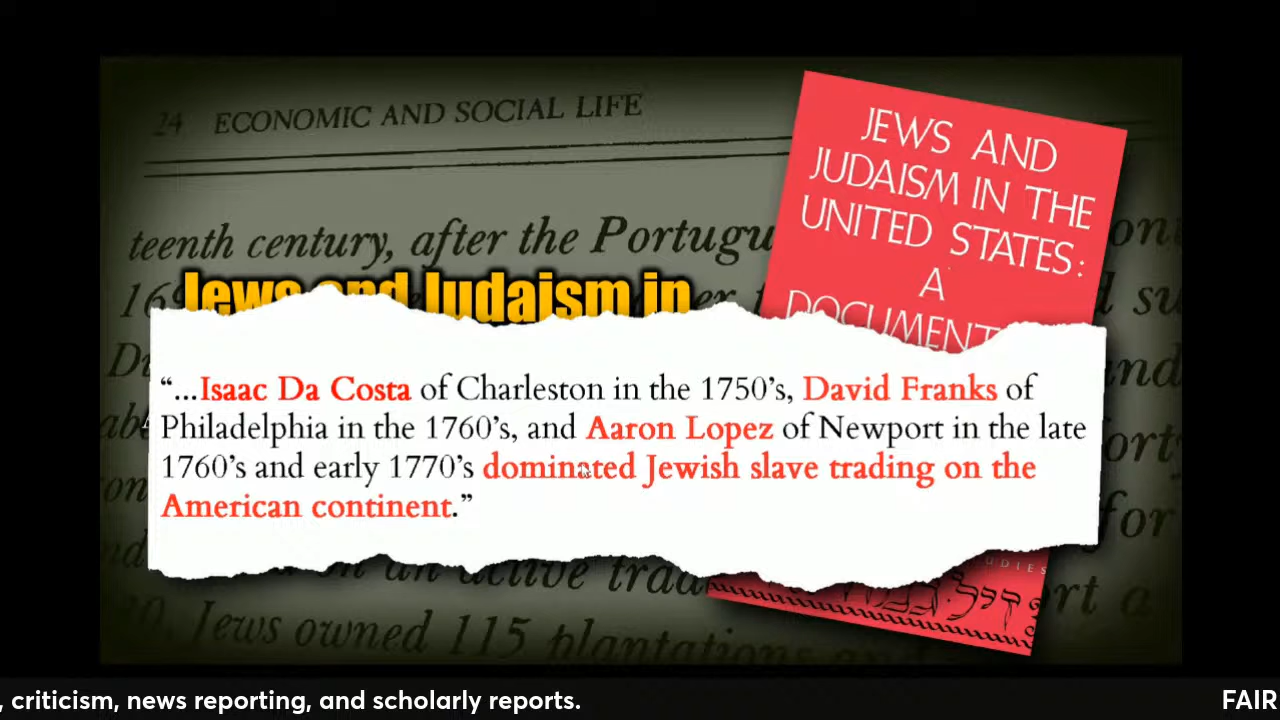 24 ECONOMIC AND SOCIAL LIFE
teenth century, after the
Jews and Judaism in
JEWS AND
JUDAISM IN THE
UNITED STATES:
A
“...Isaac Da Costa of Charleston in the 1750’s, David Franks of
Philadelphia in the 1760’s, and Aaron Lopez of Newport in the late
1760’s and early 1770’s dominated Jewish slave trading on the
American continent.”
an active
Jews owned 115 plantations
, criticism, news reporting, and scholarly reports.
FAIR